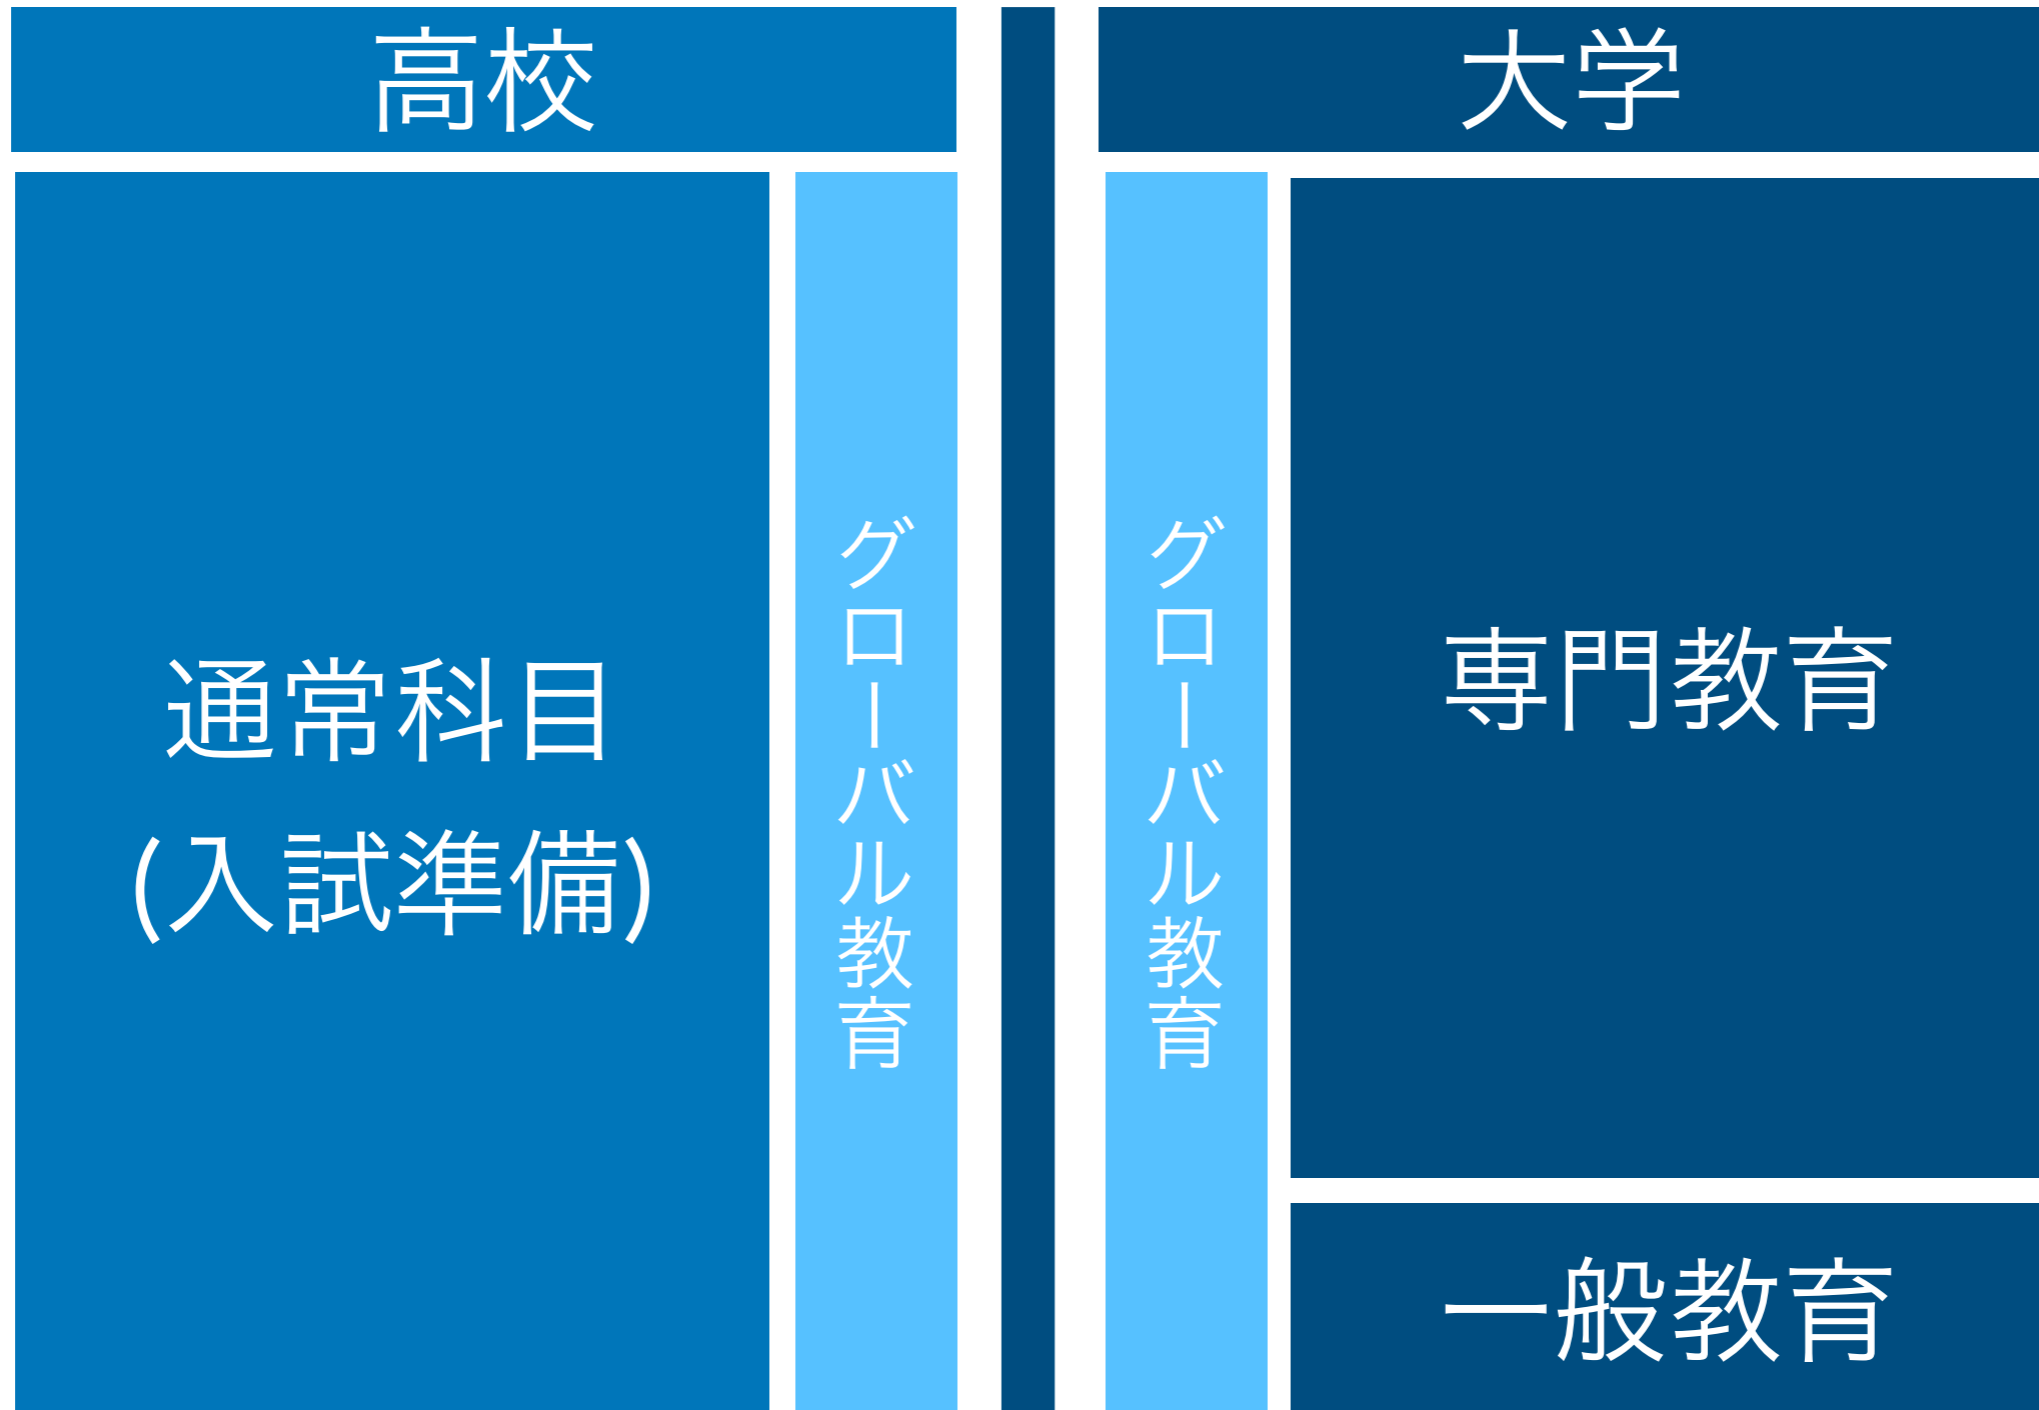 高校
通常科目
(入試準備)
グローバル教育
大学
グローバル教育
専門教育
一般教育